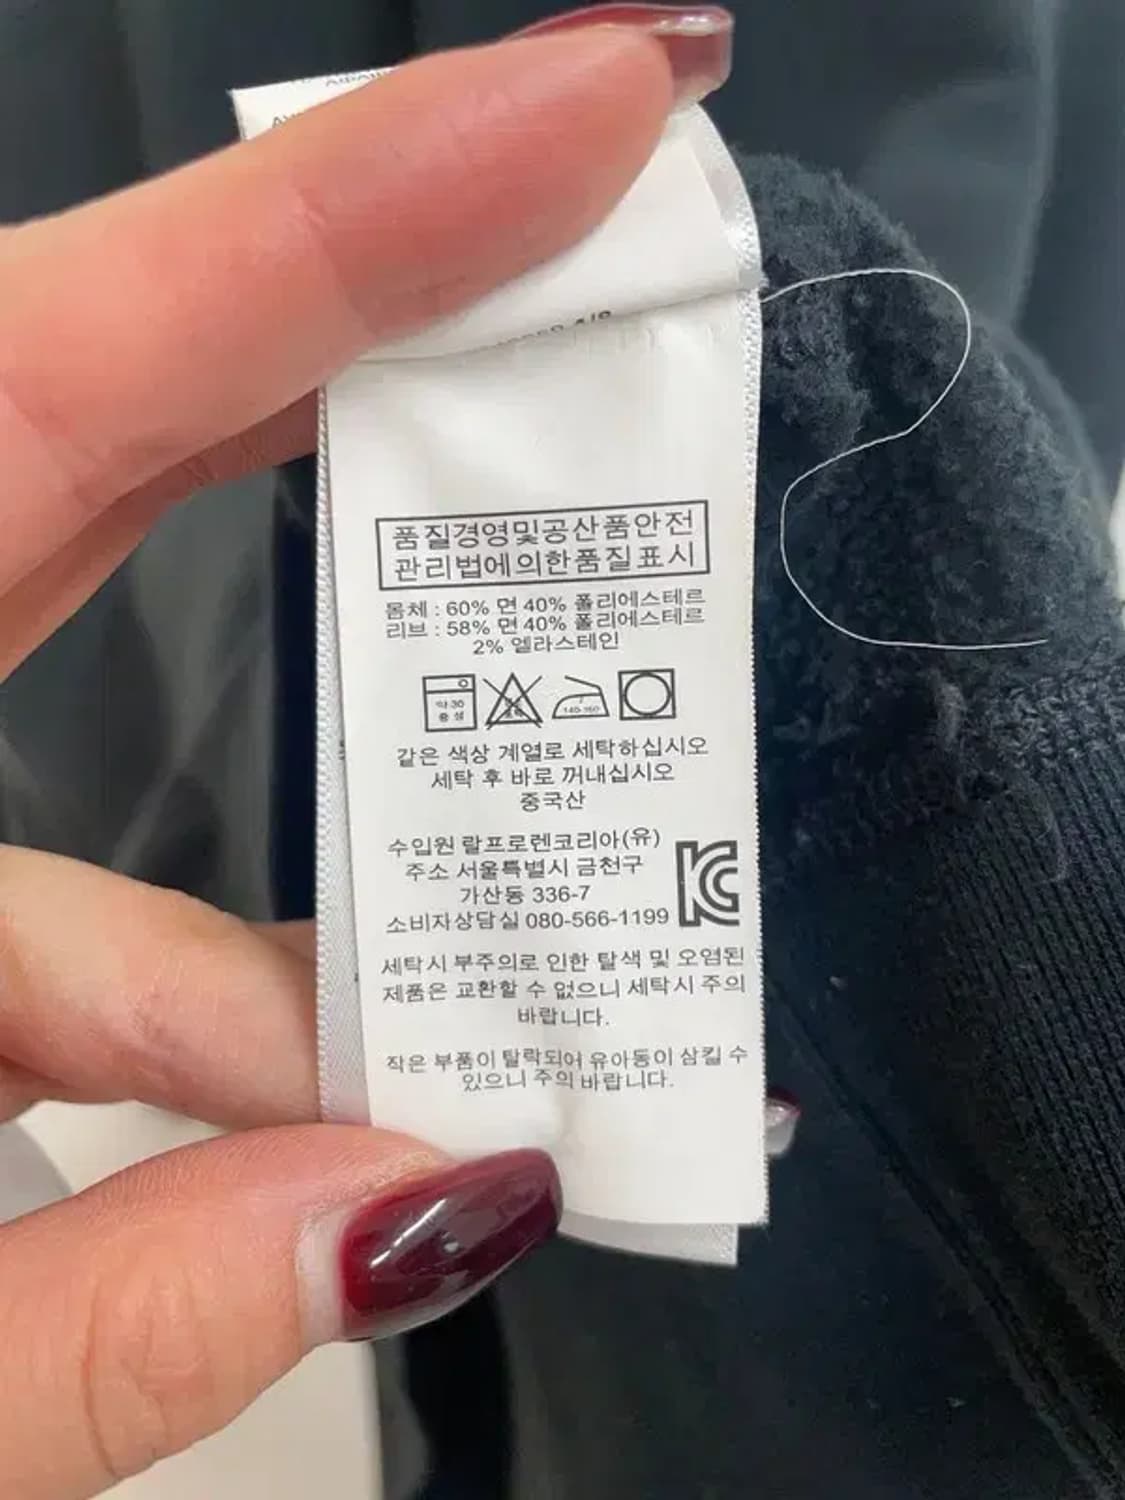 품질경영및공산품안전
관리법에의한품질표시
몸체 : 60% 면 40% 폴리에스테르
리브 : 58% 면 40% 폴리에스테르
2% 엘라스테인
약 30
중성
140-160
같은 색상 계열로 세탁하십시오
세탁 후 바로 꺼내십시오
중국산
수입원 랄프로렌코리아(유)
주소 서울특별시 금천구
가산동 336-7
소비자상담실 080-566-1199
세탁시 부주의로 인한 탈색 및 오염된
제품은 교환할 수 없으니 세탁시 주의
바랍니다.
작은 부품이 탈락되어 유아동이 삼킬 수
있으니 주의 바랍니다.